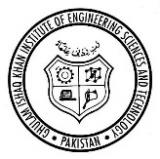 GHULAM ISHAQ KHAN INSTITUTE OF ENGINEERING SCIENCES AND TECHNOLOGY
• PAKISTAN •